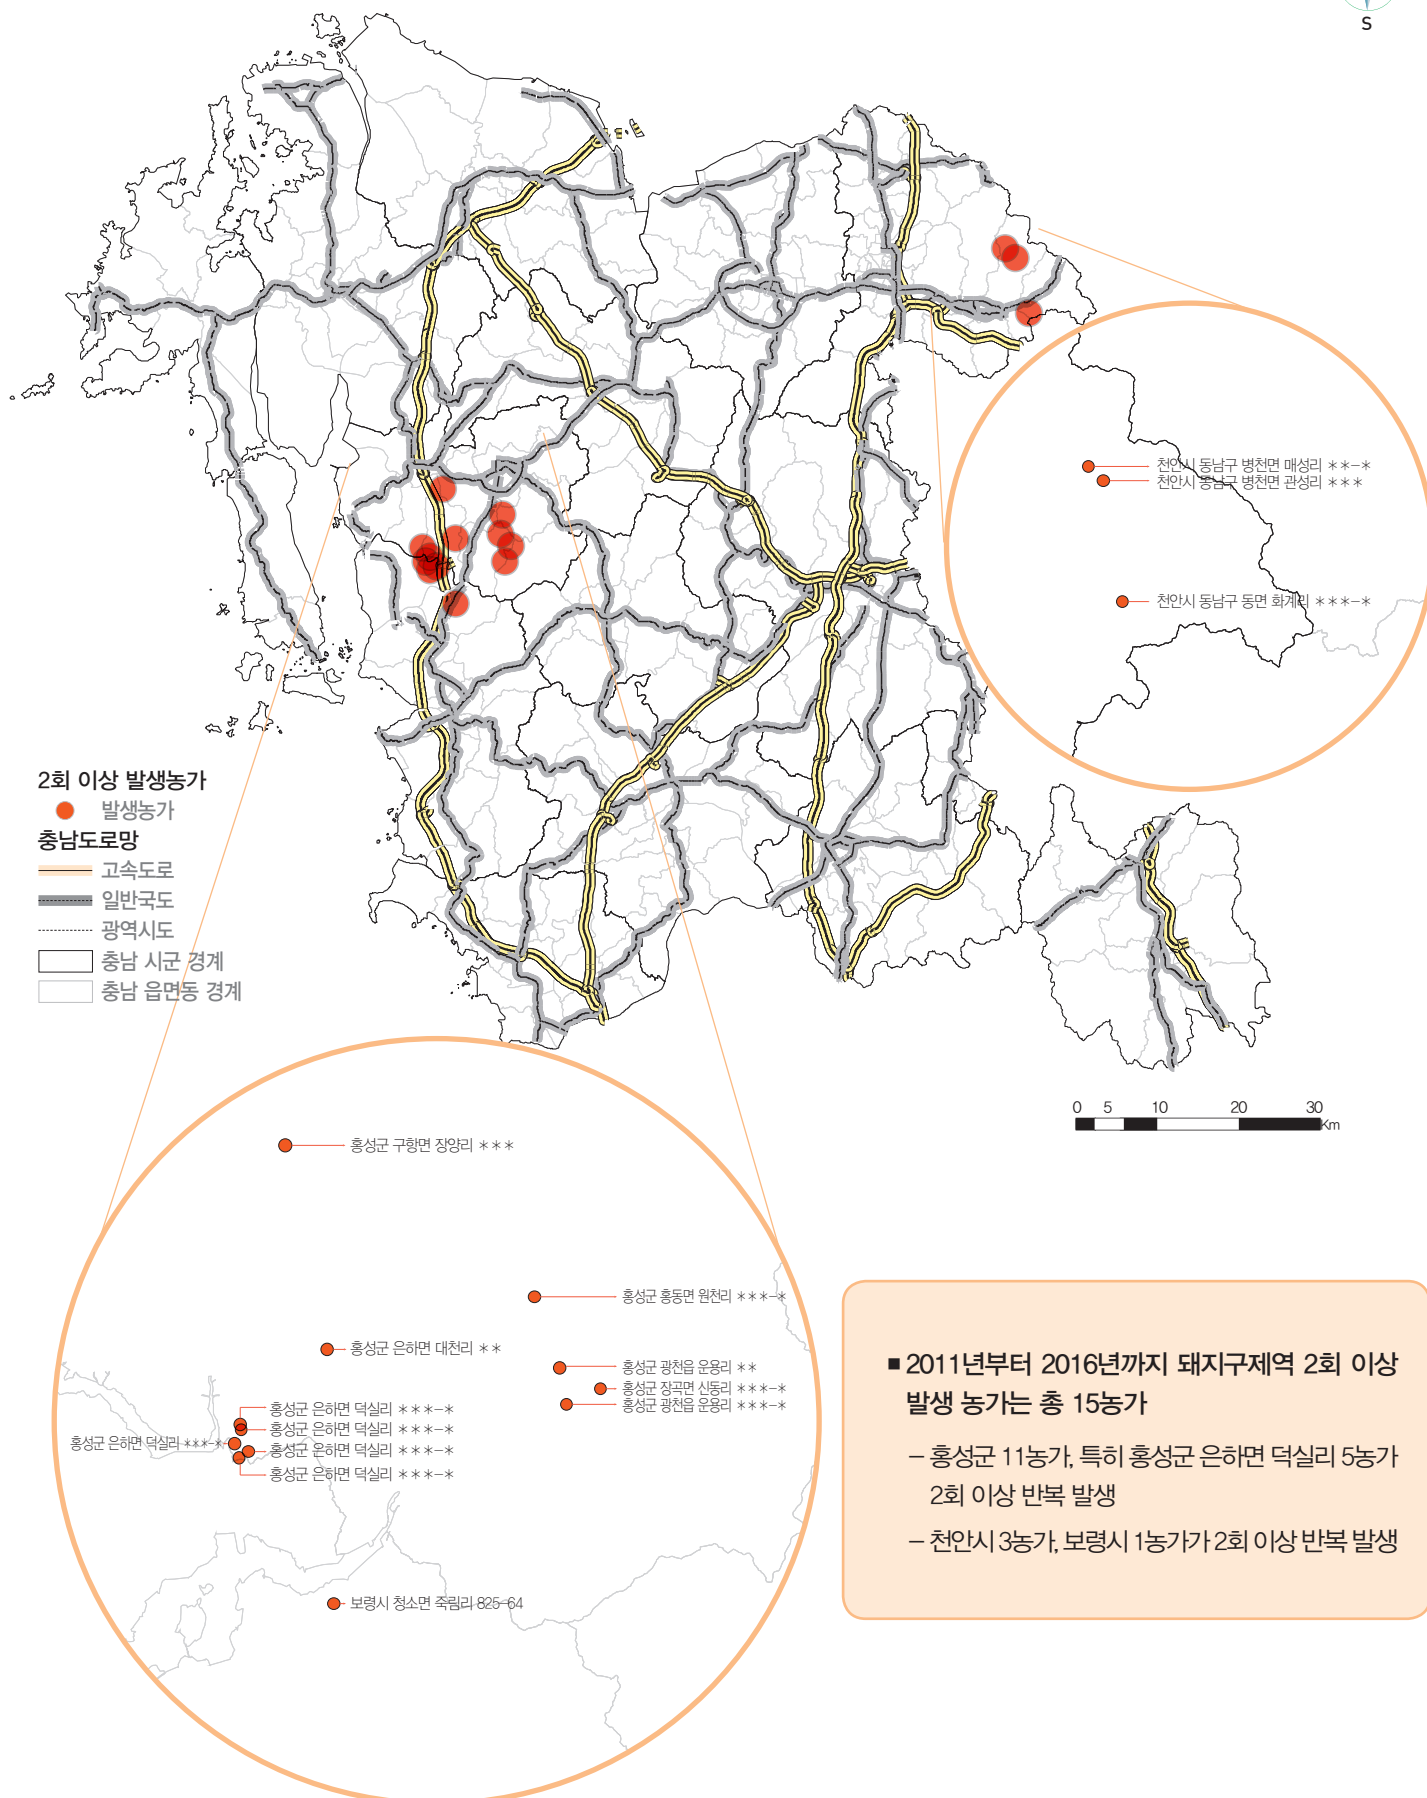 S
천안시 동남구 병천면 매성리 **-*
천안시 동남구 병천면 관성리 ***
천안시 동남구 동면 화계리 ***-*
2회 이상 발생농가
발생농가
충남도로망
고속도로
일반국도
광역시도
충남 시군 경계
충남 읍면동 경계
0 5 10 20 30
Km
홍성군 구항면 장양리 ***
홍성군 홍동면 원천리 ***-*
홍성군 은하면 대천리 **
홍성군 광천읍 운용리 **
홍성군 장곡면 신동리 ***-*
홍성군 광천읍 운용리 ***-*
홍성군 은하면 덕실리 ***-*
홍성군 은하면 덕실리 ***-*
홍성군 은하면 덕실리 ***-*
홍성군 은하면 덕실리 ***-*
홍성군 은하면 덕실리 ***-*
보령시 청소면 죽림리 825-64
■ 2011년부터 2016년까지 돼지구제역 2회 이상
발생 농가는 총 15농가
– 홍성군 11농가, 특히 홍성군 은하면 덕실리 5농가
2회 이상 반복 발생
– 천안시 3농가, 보령시 1농가가 2회 이상 반복 발생